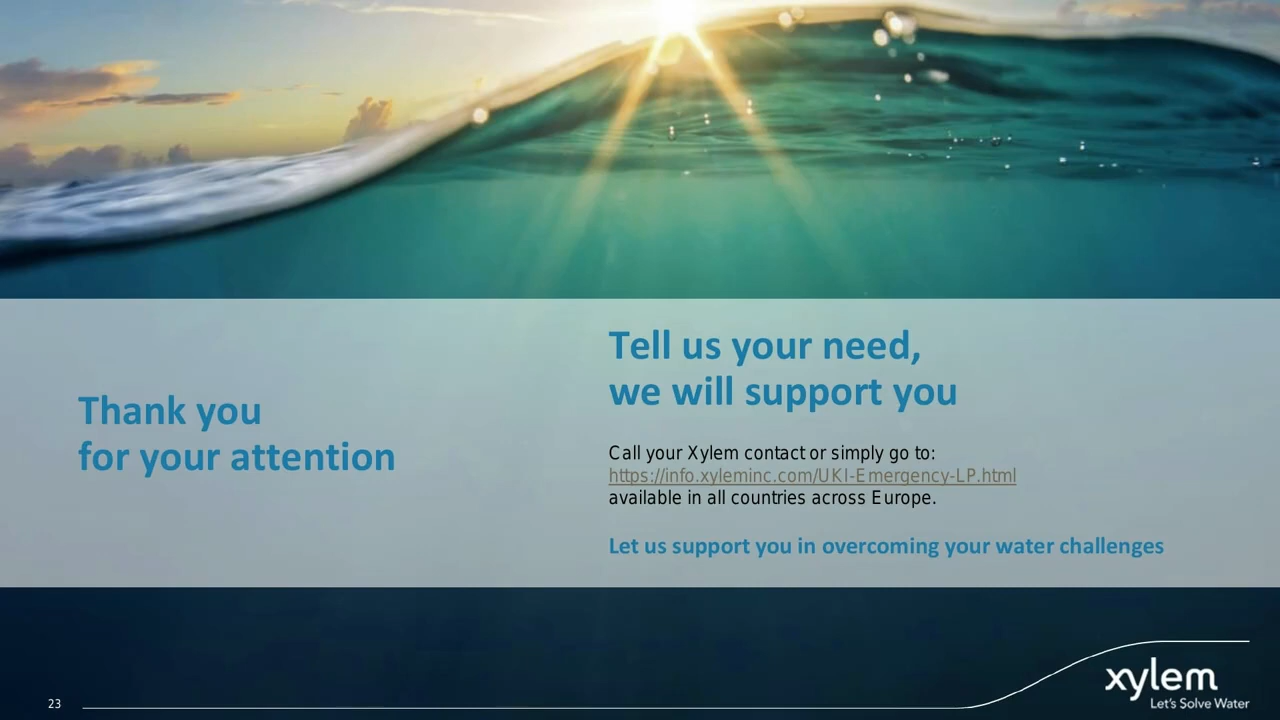 Thank you
for your attention
Tell us your need,
we will support you
Call your Xylem contact or simply go to:
https://info.xyleminc.com/UKI-Emergency-LP.html
available in all countries across Europe.
Let us support you in overcoming your water challenges
23
xylem
Let's Solve Water